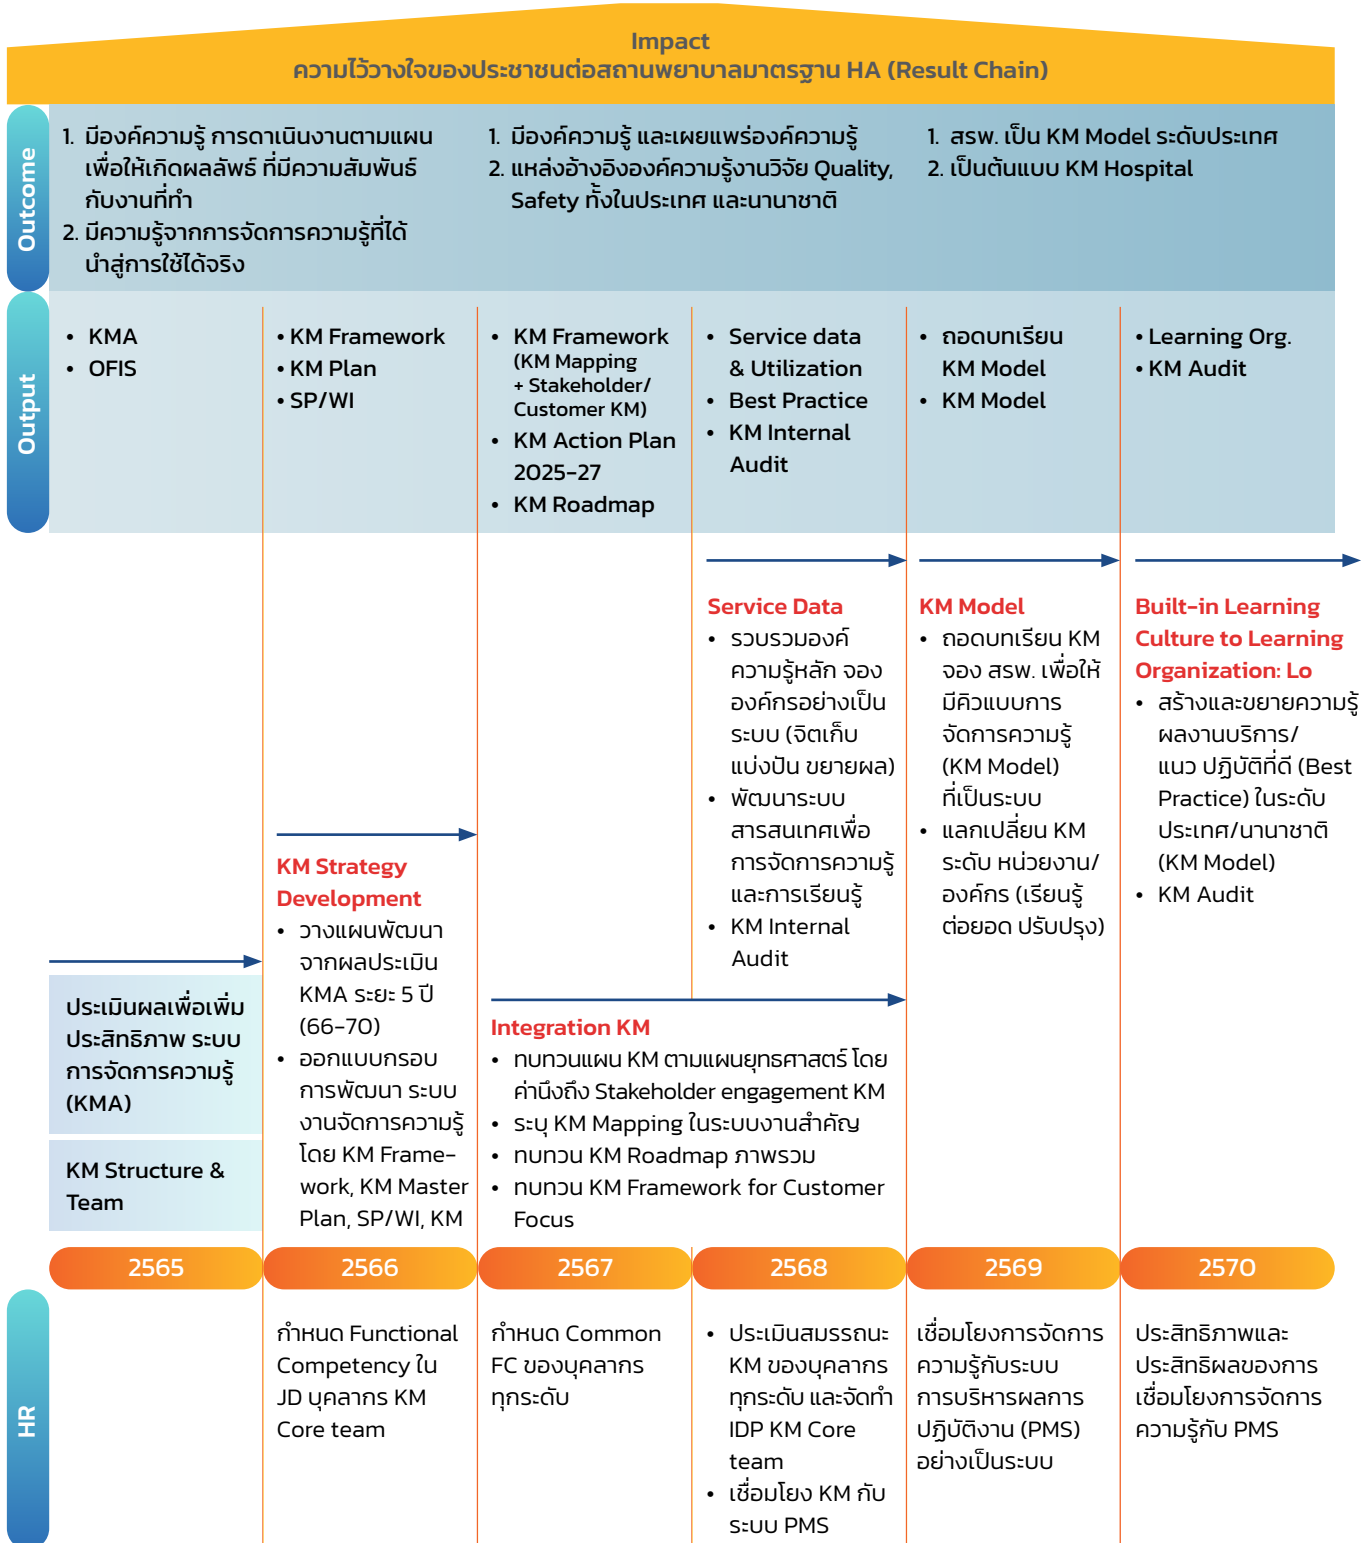 Impact
ความไว้วางใจของประชาชนต่อสถานพยาบาลมาตรฐาน HA (Result Chain)
Outcome
1. มีองค์ความรู้ การดาเนินงานตามแผน
เพื่อให้เกิดผลลัพธ์ ที่มีความสัมพันธ์
กับงานที่ทำ
2. มีความรู้จากการจัดการความรู้ที่ได้
นำสู่การใช้ได้จริง
1. มีองค์ความรู้ และเผยแพร่องค์ความรู้
2. แหล่งอ้างอิงองค์ความรู้งานวิจัย Quality,
Safety ทั้งในประเทศ และนานาชาติ
1. สรพ. เป็น KM Model ระดับประเทศ
2. เป็นต้นแบบ KM Hospital
Output
• KMA
• OFIS
• KM Framework
• KM Plan
• SP/WI
• KM Framework
(KM Mapping
+ Stakeholder/
Customer KM)
• KM Action Plan
2025-27
• KM Roadmap
• Service data
& Utilization
• Best Practice
• KM Internal
Audit
• ถอดบทเรียน
KM Model
• KM Model
• Learning Org.
• KM Audit
ประเมินผลเพื่อเพิ่ม
ประสิทธิภาพ ระบบ
การจัดการความรู้
(KMA)
KM Structure &
Team
KM Strategy
Development
• วางแผนพัฒนา
จากผลประเมิน
KMA ระยะ 5 ปี
(66-70)
• ออกแบบกรอบ
การพัฒนา ระบบ
งานจัดการความรู้
โดย KM Frame-
work, KM Master
Plan, SP/WI, KM
Integration KM
• ทบทวนแผน KM ตามแผนยุทธศาสตร์ โดย
ค่านึงถึง Stakeholder engagement KM
• ระบุ KM Mapping ในระบบงานสำคัญ
• ทบทวน KM Roadmap ภาพรวม
• ทบทวน KM Framework for Customer
Focus
Service Data
• รวบรวมองค์
ความรู้หลัก จอง
องค์กรอย่างเป็น
ระบบ (จิตเก็บ
แบ่งปัน ขยายผล)
• พัฒนาระบบ
สารสนเทศเพื่อ
การจัดการความรู้
และการเรียนรู้
• KM Internal
Audit
KM Model
• ถอดบทเรียน KM
จอง สรพ. เพื่อให้
มีคิวแบบการ
จัดการความรู้
(KM Model)
ที่เป็นระบบ
• แลกเปลี่ยน KM
ระดับ หน่วยงาน/
องค์กร (เรียนรู้
ต่อยอด ปรับปรุง)
Built-in Learning
Culture to Learning
Organization: Lo
• สร้างและขยายความรู้
ผลงานบริการ/
แนว ปฏิบัติที่ดี (Best
Practice) ในระดับ
ประเทศ/นานาชาติ
(KM Model)
• KM Audit
2565
2566
2567
2568
2569
2570
HR
กำหนด Functional
Competency ใน
JD บุคลากร KM
Core team
กำหนด Common
FC ของบุคลากร
ทุกระดับ
• ประเมินสมรรถนะ
KM ของบุคลากร
ทุกระดับ และจัดทำ
IDP KM Core
team
• เชื่อมโยง KM กับ
ระบบ PMS
เชื่อมโยงการจัดการ
ความรู้กับระบบ
การบริหารผลการ
ปฏิบัติงาน (PMS)
อย่างเป็นระบบ
ประสิทธิภาพและ
ประสิทธิผลของการ
เชื่อมโยงการจัดการ
ความรู้กับ PMS